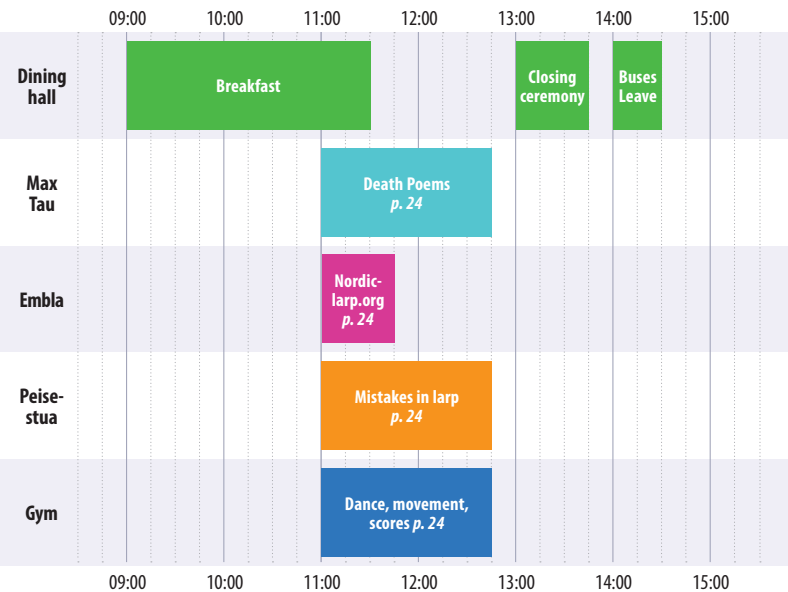 09:00 10:00 11:00 12:00 13:00 14:00 15:00
Dining
hall
Breakfast
Closing
ceremony
Buses
Leave
Max
Tau
Death Poems
p. 24
Embla
Nordic-
larp.org
p. 24
Peise-
stua
Mistakes in larp
p. 24
Gym
Dance, movement,
scores p. 24
09:00 10:00 11:00 12:00 13:00 14:00 15:00